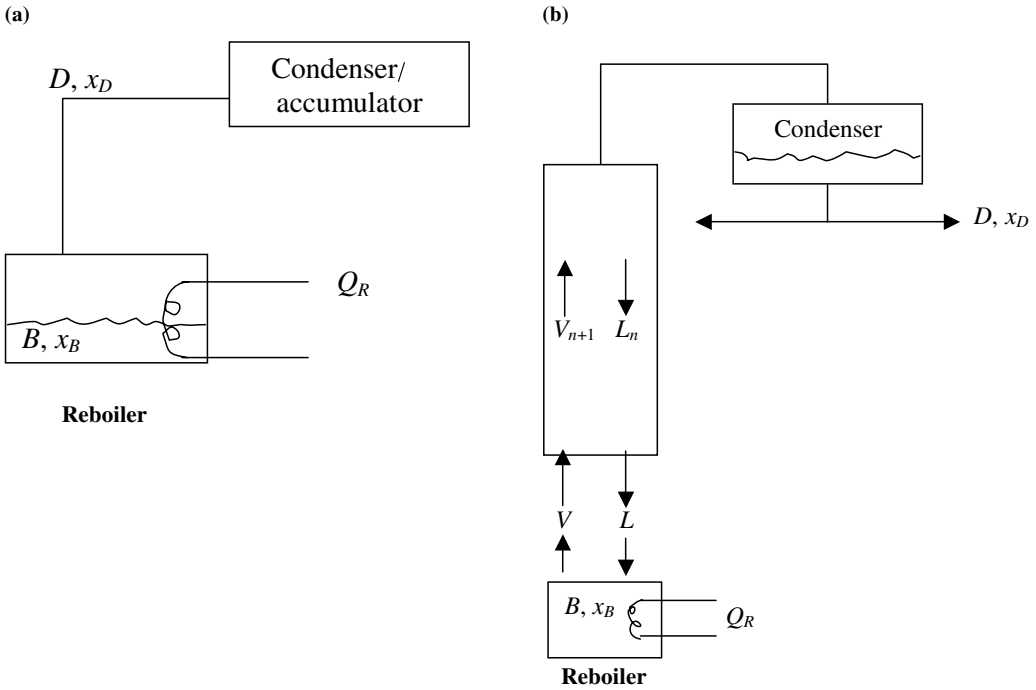 (a)
Condenser/
accumulator
D, x_D
Q_R
B, x_B
Reboiler
(b)
Condenser
D, x_D
V_{n+1} L_n
V L
B, x_B
Q_R
Reboiler